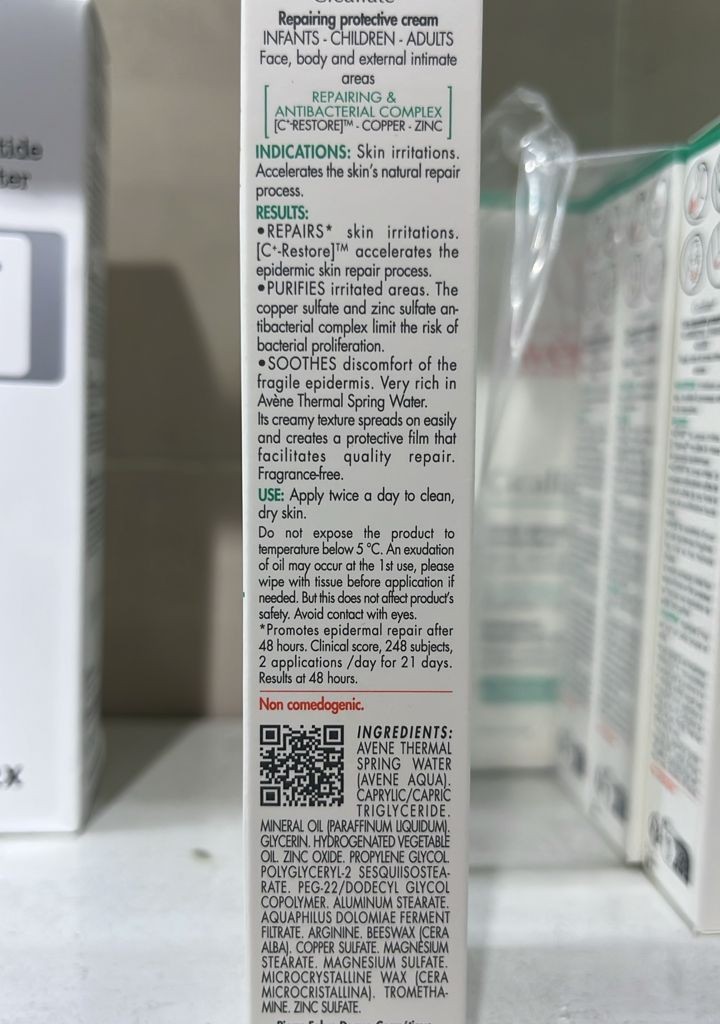 Cicalfate
Repairing protective cream
INFANTS - CHILDREN - ADULTS
Face, body and external intimate
areas
REPAIRING &
ANTIBACTERIAL COMPLEX
[C⁺-RESTORE]™ - COPPER - ZINC
INDICATIONS: Skin irritations.
Accelerates the skin's natural repair
process.
RESULTS:
•REPAIRS* skin irritations.
[C⁺-Restore]™ accelerates the
epidermic skin repair process.
•PURIFIES irritated areas. The
copper sulfate and zinc sulfate an-
tibacterial complex limit the risk of
bacterial proliferation.
•SOOTHES discomfort of the
fragile epidermis. Very rich in
Avène Thermal Spring Water.
Its creamy texture spreads on easily
and creates a protective film that
facilitates quality repair.
Fragrance-free.
USE: Apply twice a day to clean,
dry skin.
Do not expose the product to
temperature below 5 °C. An exudation
of oil may occur at the 1st use, please
wipe with tissue before application if
needed. But this does not affect product's
safety. Avoid contact with eyes.
*Promotes epidermal repair after
48 hours. Clinical score, 248 subjects,
2 applications /day for 21 days.
Results at 48 hours.
Non comedogenic.
INGREDIENTS:
AVENE THERMAL
SPRING WATER
(AVENE AQUA).
CAPRYLIC/CAPRIC
TRIGLYCERIDE.
MINERAL OIL (PARAFFINUM LIQUIDUM).
GLYCERIN. HYDROGENATED VEGETABLE
OIL. ZINC OXIDE. PROPYLENE GLYCOL.
POLYGLYCERYL-2 SESQUIISOSTEA-
RATE. PEG-22/DODECYL GLYCOL
COPOLYMER. ALUMINUM STEARATE.
AQUAPHILUS DOLOMIAE FERMENT
FILTRATE. ARGININE. BEESWAX (CERA
ALBA). COPPER SULFATE. MAGNESIUM
STEARATE. MAGNESIUM SULFATE.
MICROCRYSTALLINE WAX (CERA
MICROCRISTALLINA). TROMETHA-
MINE. ZINC SULFATE.